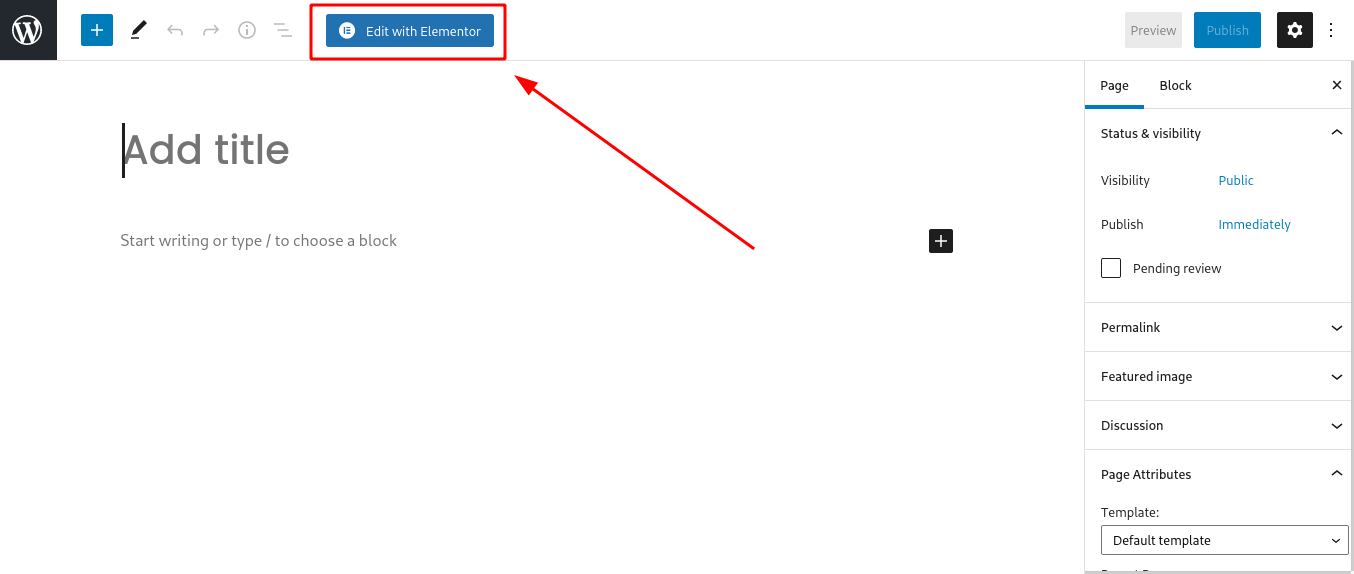 Edit with Elementor
Preview
Publish
Add title
Start writing or type / to choose a block
Page
Block
Status & visibility
Visibility
Public
Publish
Immediately
Pending review
Permalink
Featured image
Discussion
Page Attributes
Template:
Default template